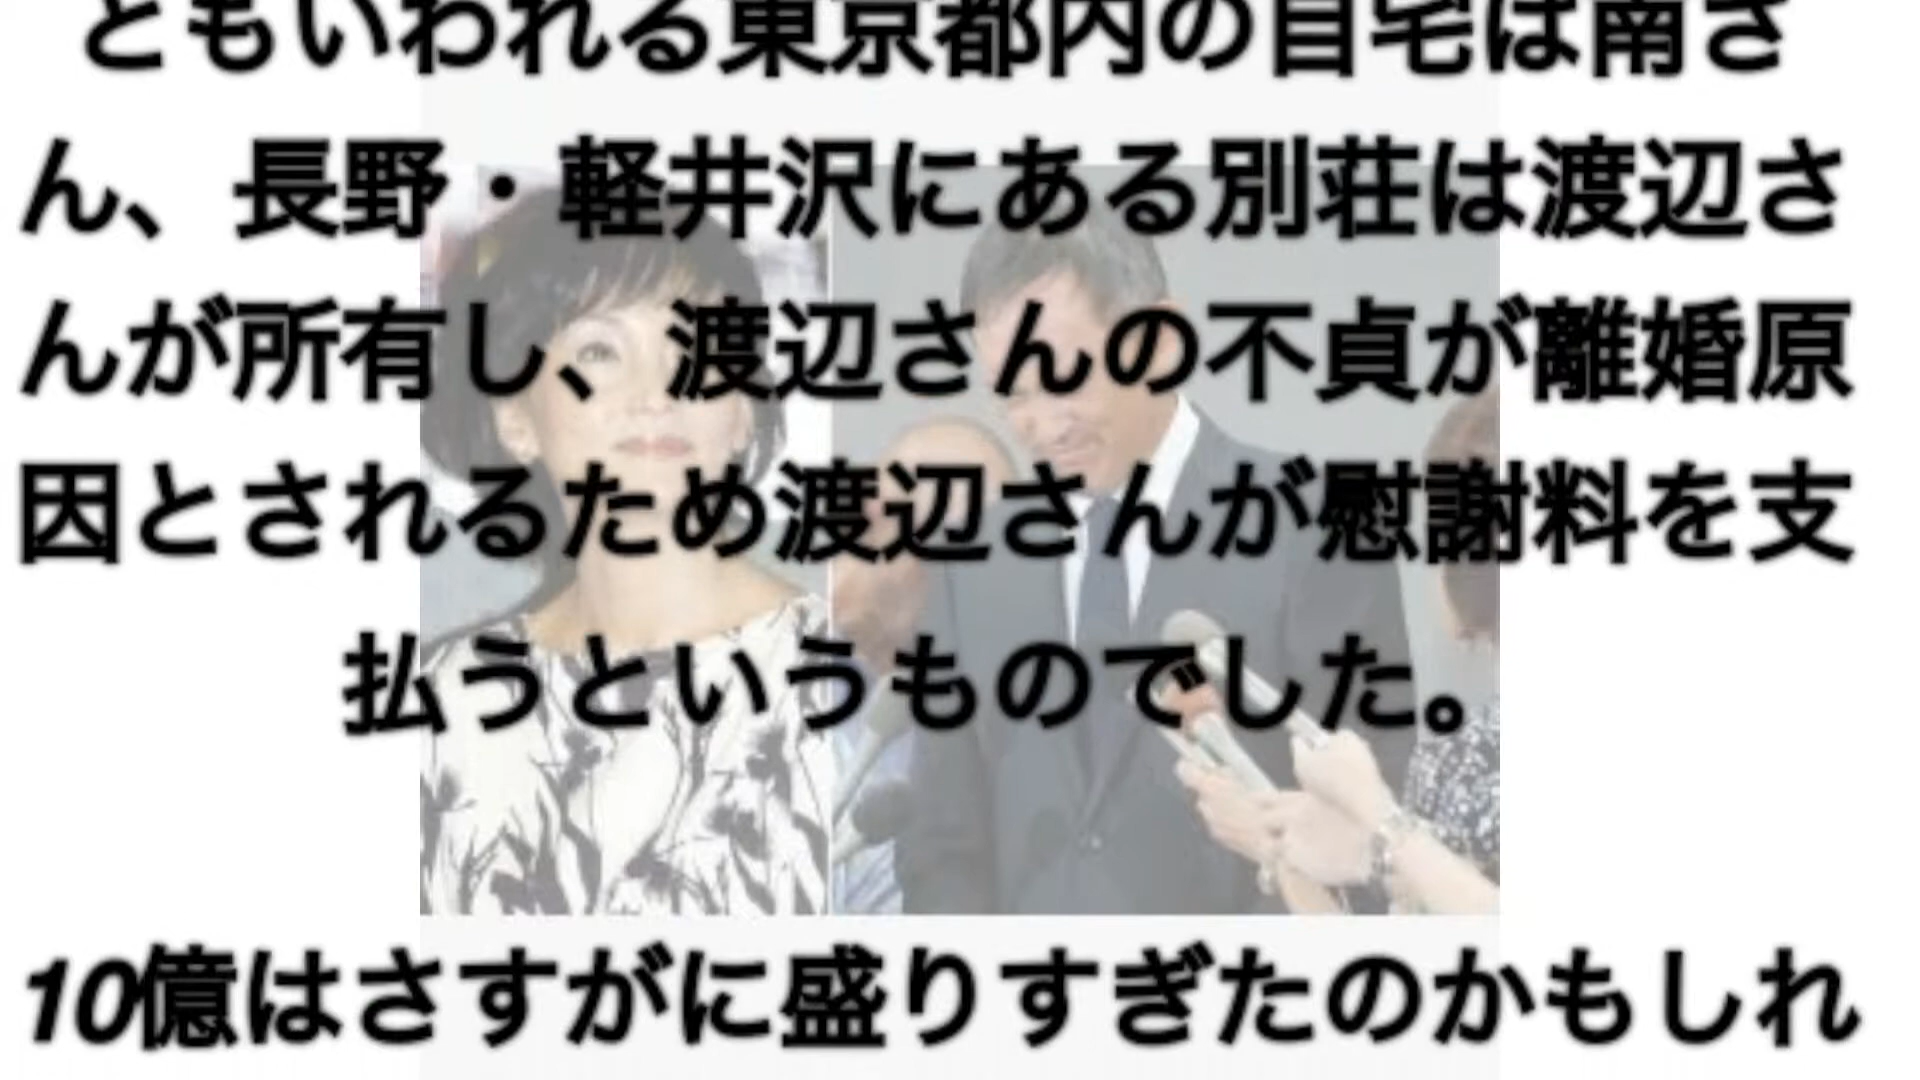 ともいわれる東京都内の自宅は南さ
ん、長野・軽井沢にある別荘は渡辺さ
んが所有し、渡辺さんの不貞が離婚原
因とされるため渡辺さんが慰謝料を支
払うというものでした。
10億はさすがに盛りすぎたのかもしれ